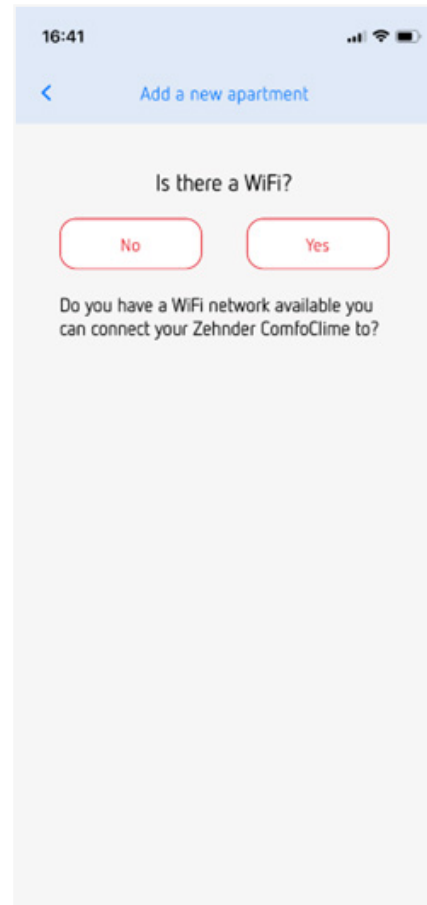 16:41
Add a new apartment
Is there a WiFi?
No
Yes
Do you have a WiFi network available you
can connect your Zehnder ComfoClime to?